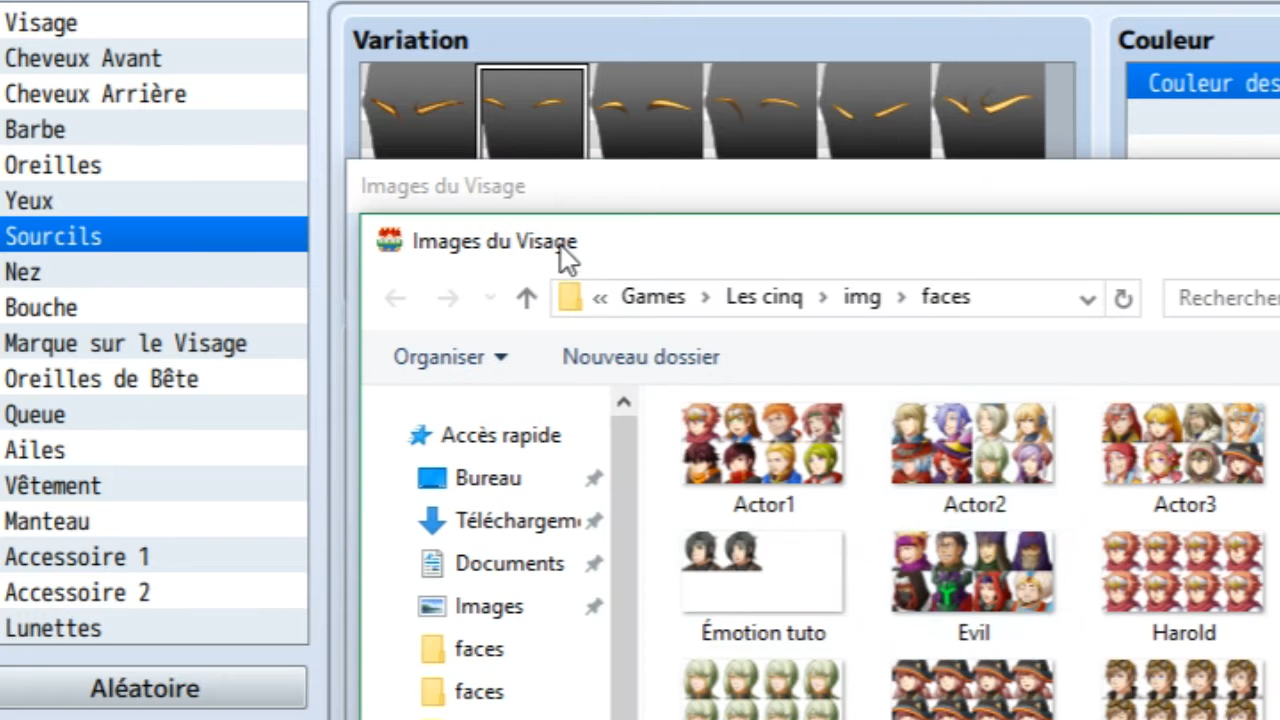 Visage
Cheveux Avant
Cheveux Arrière
Barbe
Oreilles
Yeux
Sourcils
Nez
Bouche
Marque sur le Visage
Oreilles de Bête
Queue
Ailes
Vêtement
Manteau
Accessoire 1
Accessoire 2
Lunettes
Aléatoire
Variation
Couleur
Couleur des
Images du Visage
Images du Visage
« Games > Les cinq > img > faces
Rechercher
Organiser
Nouveau dossier
Accès rapide
Bureau
Téléchargem
Documents
Images
faces
faces
Actor1
Actor2
Actor3
Émotion tuto
Evil
Harold